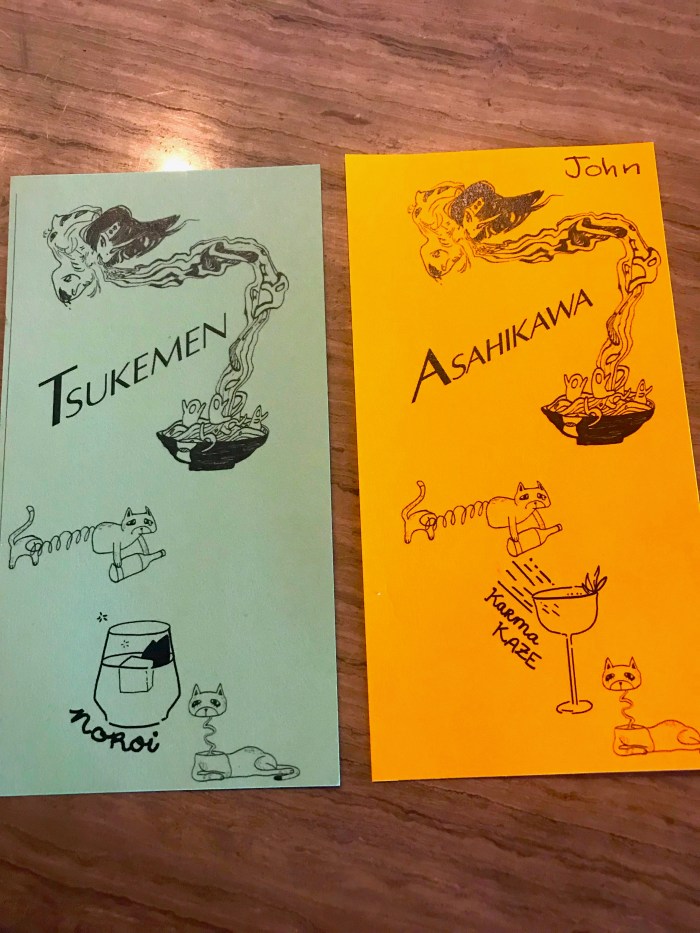 TSUKEMEN
NOROI
John
ASAHIKAWA
KARMA
KAZE